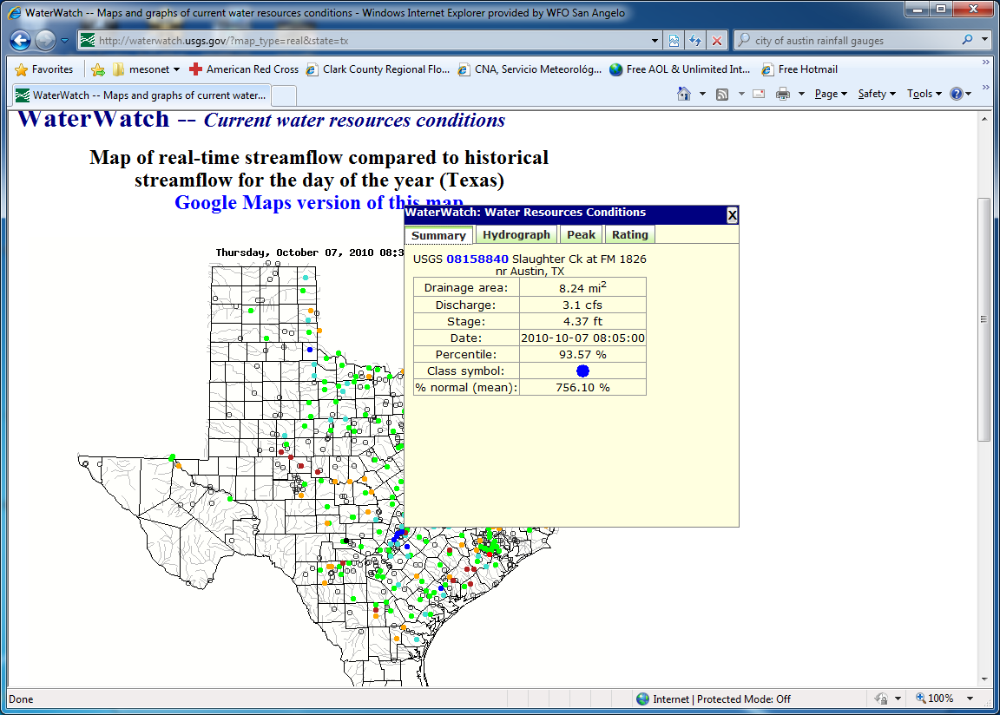 WaterWatch -- Maps and graphs of current water resources conditions - Windows Internet Explorer provided by WFO San Angelo
http://waterwatch.usgs.gov/?map_type=real&state=tx
city of austin rainfall gauges
Favorites
mesonet
American Red Cross
Clark County Regional Flo...
CNA, Servicio Meteorológ...
Free AOL & Unlimited Int...
Free Hotmail
WaterWatch -- Maps and graphs of current water...
Page
Safety
Tools
WaterWatch -- Current water resources conditions
Map of real-time streamflow compared to historical
streamflow for the day of the year (Texas)
Google Maps version of this map
WaterWatch: Water Resources Conditions
X
Summary
Hydrograph
Peak
Rating
Thursday, October 07, 2010 08:3
USGS 08158840 Slaughter Ck at FM 1826
nr Austin, TX
Drainage area: 8.24 mi2
Discharge: 3.1 cfs
Stage: 4.37 ft
Date: 2010-10-07 08:05:00
Percentile: 93.57 %
Class symbol:
% normal (mean): 756.10 %
Done
Internet | Protected Mode: Off
100%